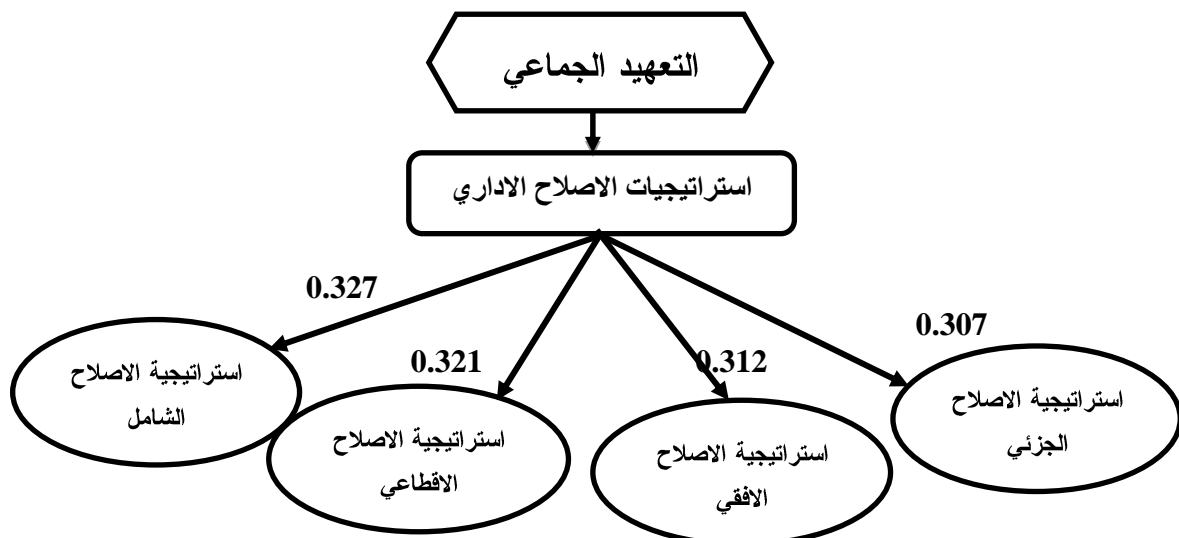 التعهيد الجماعي
استراتيجيات الاصلاح الاداري
0.307
0.312
0.321
0.327
استراتيجية الاصلاح
الجزئي
استراتيجية الاصلاح
الافقي
استراتيجية الاصلاح
الاقطاعي
استراتيجية الاصلاح
الشامل